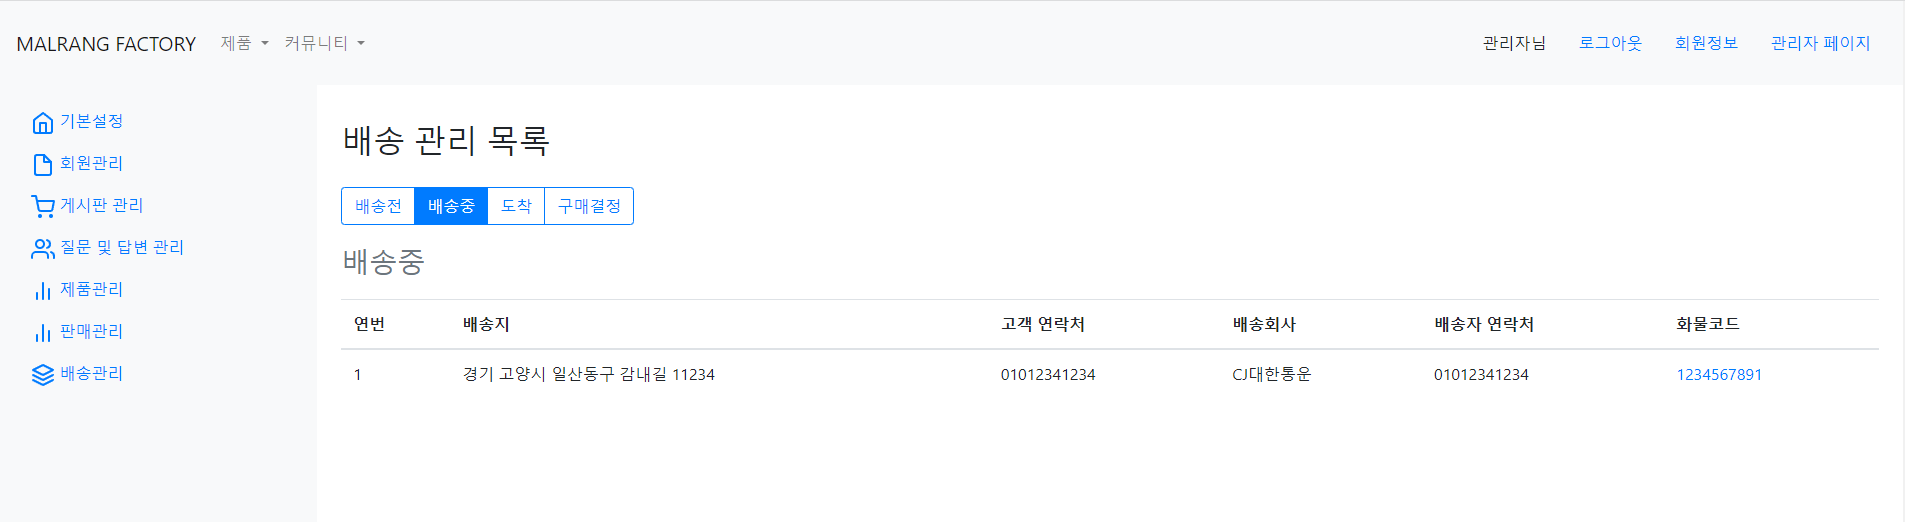 MALRANG FACTORY 제품 커뮤니티 관리자님 로그아웃 회원정보 관리자 페이지
기본설정
회원관리
게시판 관리
질문 및 답변 관리
제품관리
판매관리
배송관리
배송 관리 목록
배송전 배송중 도착 구매결정
배송중
연번 배송지 고객 연락처 배송회사 배송자 연락처 화물코드
1 경기 고양시 일산동구 감내길 11234 01012341234 CJ대한통운 01012341234 1234567891